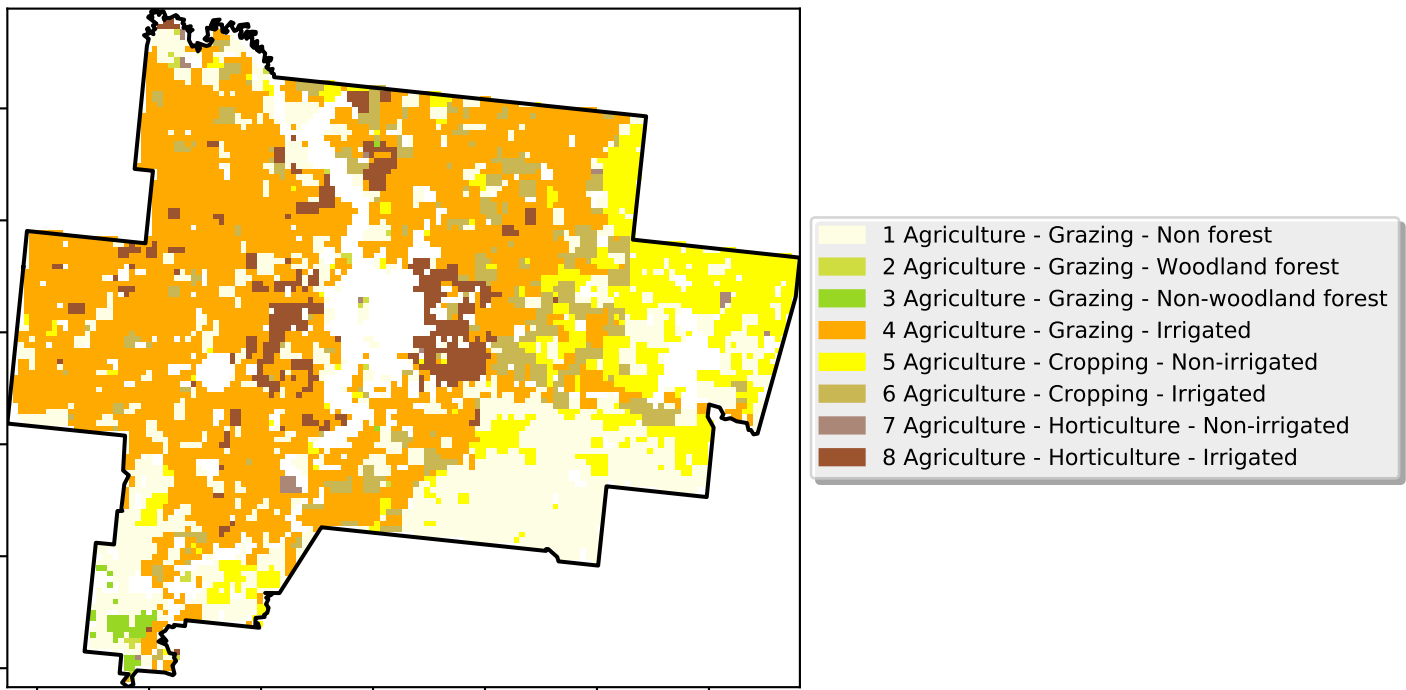 1 Agriculture - Grazing - Non forest
2 Agriculture - Grazing - Woodland forest
3 Agriculture - Grazing - Non-woodland forest
4 Agriculture - Grazing - Irrigated
5 Agriculture - Cropping - Non-irrigated
6 Agriculture - Cropping - Irrigated
7 Agriculture - Horticulture - Non-irrigated
8 Agriculture - Horticulture - Irrigated